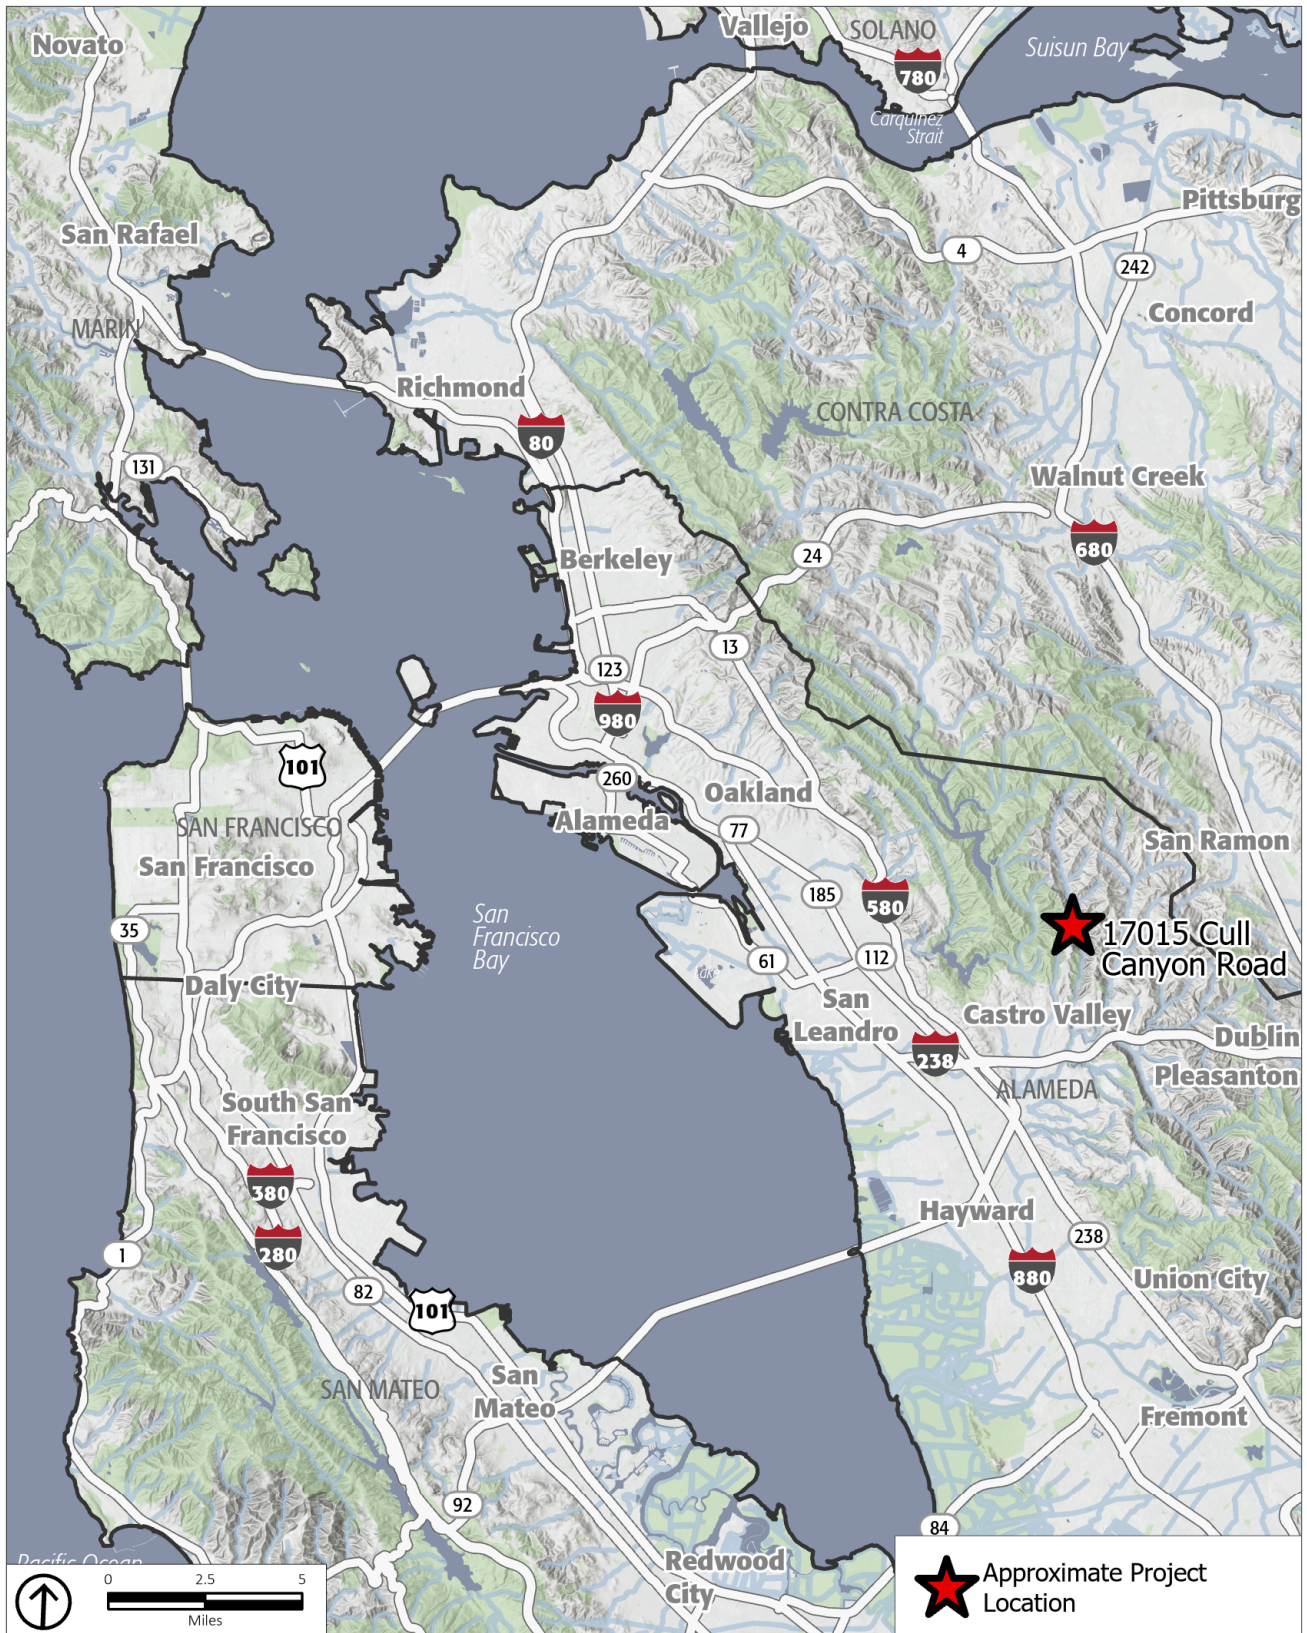 Vallejo
SOLANO
Novato
Suisun Bay
780
Carquinez
Strait
Pittsburg
San Rafael
4
242
Concord
MARIN
Richmond
CONTRA COSTA
80
131
Walnut Creek
24
680
Berkeley
13
123
980
101
260
Oakland
Alameda
77
SAN FRANCISCO
San Francisco
San Ramon
185
580
35
San
Francisco
Bay
17015 Cull
Canyon Road
61
112
Daly City
San
Leandro
Castro Valley
Dublin
238
Pleasanton
ALAMEDA
South San
Francisco
380
Hayward
280
1
238
880
82
101
Union City
San
Mateo
SAN MATEO
Fremont
92
84
Pacific Ocean
Redwood
City
0 2.5 5
Miles
Approximate Project
Location